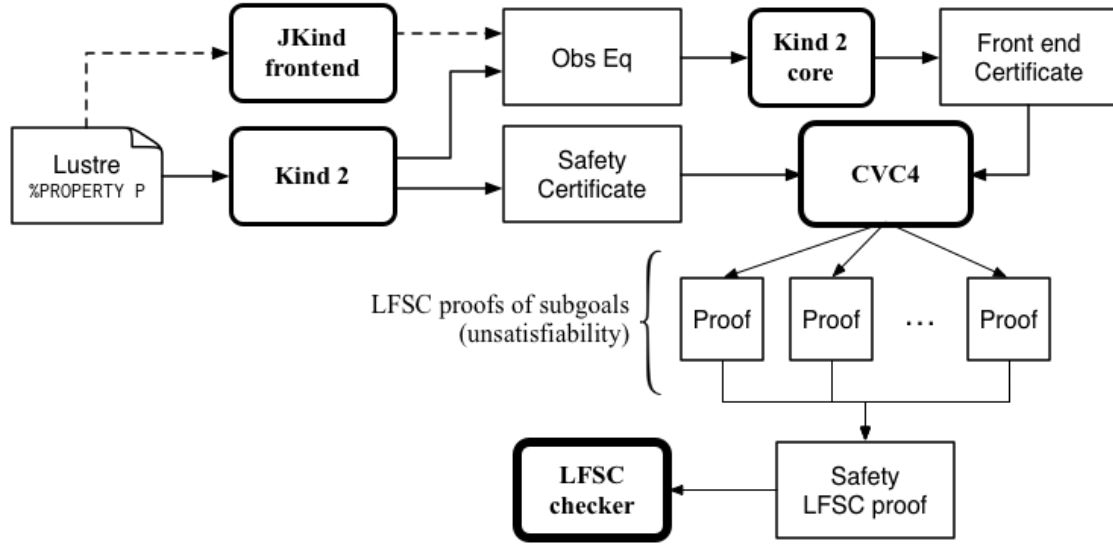 JKind
frontend
Obs Eq
Kind 2
core
Front end
Certificate
Lustre
%PROPERTY P
Kind 2
Safety
Certificate
CVC4
LFSC proofs of subgoals
(unsatisfiability)
Proof
Proof
...
Proof
LFSC
checker
Safety
LFSC proof